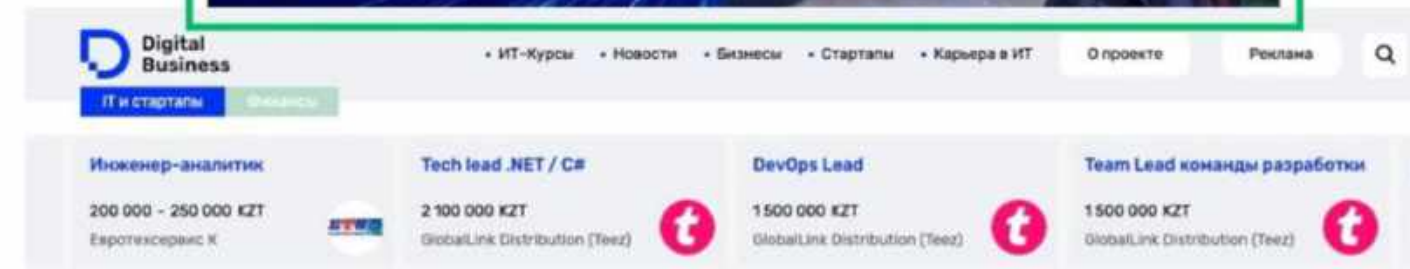 Digital
Business
• ИТ-Курсы • Новости • Бизнесы • Стартапы • Карьера в ИТ О проекте Реклама
IT и стартапы Финансы
Инженер-аналитик Tech lead .NET / C# DevOps Lead Team Lead команды разработки
200 000 - 250 000 KZT 2 100 000 KZT t 1 500 000 KZT t 1 500 000 KZT t
Евротехсервис К GlobalLink Distribution (Teez) GlobalLink Distribution (Teez) GlobalLink Distribution (Teez)